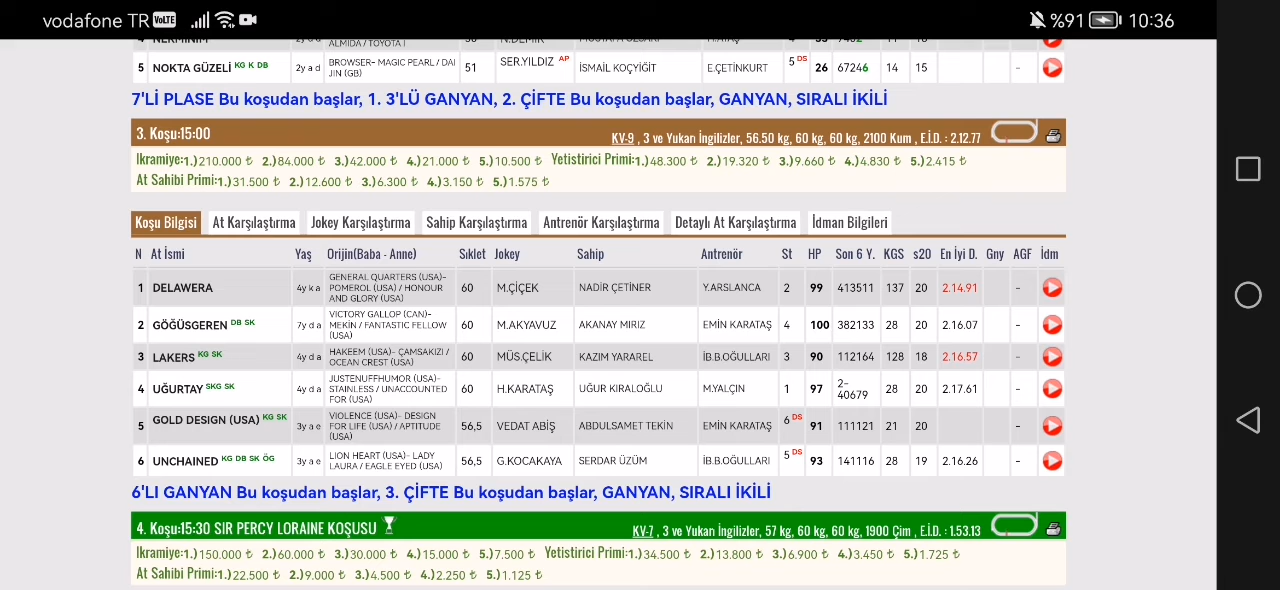 vodafone TR VoLTE %91 10:36
5 NOKTA GÜZELİ KG K DB 2y a d BROWSER- MAGIC PEARL / DAI JIN (GB) 51 SER.YILDIZ AP İSMAİL KOÇYİĞİT E.ÇETİNKURT 5 DS 26 67246 14 15 -
7'Lİ PLASE Bu koşudan başlar, 1. 3'LÜ GANYAN, 2. ÇİFTE Bu koşudan başlar, GANYAN, SIRALI İKİLİ
3. Koşu:15:00 KV-9 , 3 ve Yukarı İngilizler, 56.50 kg, 60 kg, 60 kg, 2100 Kum , E.İ.D. : 2.12.77
Ikramiye:1.)210.000 ₺ 2.)84.000 ₺ 3.)42.000 ₺ 4.)21.000 ₺ 5.)10.500 ₺ Yetistirici Primi:1.)48.300 ₺ 2.)19.320 ₺ 3.)9.660 ₺ 4.)4.830 ₺ 5.)2.415 ₺
At Sahibi Primi:1.)31.500 ₺ 2.)12.600 ₺ 3.)6.300 ₺ 4.)3.150 ₺ 5.)1.575 ₺
Koşu Bilgisi At Karşılaştırma Jokey Karşılaştırma Sahip Karşılaştırma Antrenör Karşılaştırma Detaylı At Karşılaştırma İdman Bilgileri
N At İsmi Yaş Orijin(Baba - Anne) Sıklet Jokey Sahip Antrenör St HP Son 6 Y. KGS s20 En İyi D. Gny AGF İdm
1 DELAWERA 4y k a GENERAL QUARTERS (USA)- POMEROL (USA) / HONOUR AND GLORY (USA) 60 M.ÇİÇEK NADİR ÇETİNER Y.ARSLANCA 2 99 413511 137 20 2.14.91 -
2 GÖĞÜSGEREN DB SK 7y d a VICTORY GALLOP (CAN)- MEKİN / FANTASTIC FELLOW (USA) 60 M.AKYAVUZ AKANAY MIRIZ EMİN KARATAŞ 4 100 382133 28 20 2.16.07 -
3 LAKERS KG SK 4y d a HAKEEM (USA)- ÇAMSAKIZI / OCEAN CREST (USA) 60 MÜS.ÇELİK KAZIM YARAREL İB.B.OĞULLARI 3 90 112164 128 18 2.16.57 -
4 UĞURTAY SKG SK 4y d a JUSTENUFFHUMOR (USA)- STAINLESS / UNACCOUNTED FOR (USA) 60 H.KARATAŞ UĞUR KIRALOĞLU M.YALÇIN 1 97 2-40679 28 20 2.17.61 -
5 GOLD DESIGN (USA) KG SK 3y a e VIOLENCE (USA)- DESIGN FOR LIFE (USA) / APTITUDE (USA) 56,5 VEDAT ABİŞ ABDULSAMET TEKİN EMİN KARATAŞ 6 DS 91 111121 21 20 -
6 UNCHAINED KG DB SK ÖG 3y a e LION HEART (USA)- LADY LAURA / EAGLE EYED (USA) 56,5 G.KOCAKAYA SERDAR ÜZÜM İB.B.OĞULLARI 5 DS 93 141116 28 19 2.16.26 -
6'LI GANYAN Bu koşudan başlar, 3. ÇİFTE Bu koşudan başlar, GANYAN, SIRALI İKİLİ
4. Koşu:15:30 SIR PERCY LORAINE KOŞUSU KV-7 , 3 ve Yukarı İngilizler, 57 kg, 60 kg, 60 kg, 1900 Çim , E.İ.D. : 1.53.13
Ikramiye:1.)150.000 ₺ 2.)60.000 ₺ 3.)30.000 ₺ 4.)15.000 ₺ 5.)7.500 ₺ Yetistirici Primi:1.)34.500 ₺ 2.)13.800 ₺ 3.)6.900 ₺ 4.)3.450 ₺ 5.)1.725 ₺
At Sahibi Primi:1.)22.500 ₺ 2.)9.000 ₺ 3.)4.500 ₺ 4.)2.250 ₺ 5.)1.125 ₺